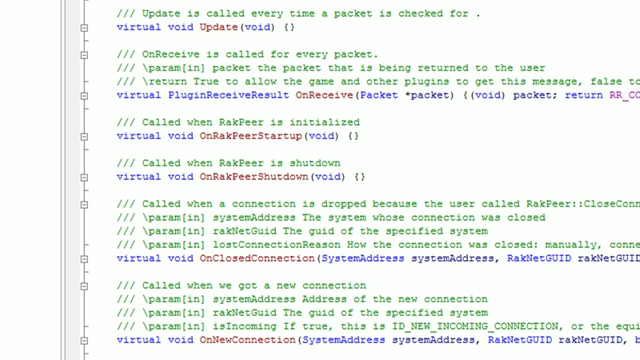 /// Update is called every time a packet is checked for .
virtual void Update(void) {}
/// OnReceive is called for every packet.
/// \param[in] packet the packet that is being returned to the user
/// \return True to allow the game and other plugins to get this message, false to
virtual PluginReceiveResult OnReceive(Packet *packet) {(void) packet; return RR_CO
/// Called when RakPeer is initialized
virtual void OnRakPeerStartup(void) {}
/// Called when RakPeer is shutdown
virtual void OnRakPeerShutdown(void) {}
/// Called when a connection is dropped because the user called RakPeer::CloseConn
/// \param[in] systemAddress The system whose connection was closed
/// \param[in] rakNetGuid The guid of the specified system
/// \param[in] lostConnectionReason How the connection was closed: manually, conne
virtual void OnClosedConnection(SystemAddress systemAddress, RakNetGUID rakNetGUID
/// Called when we got a new connection
/// \param[in] systemAddress Address of the new connection
/// \param[in] rakNetGuid The guid of the specified system
/// \param[in] isIncoming If true, this is ID_NEW_INCOMING_CONNECTION, or the equi
virtual void OnNewConnection(SystemAddress systemAddress, RakNetGUID rakNetGUID,